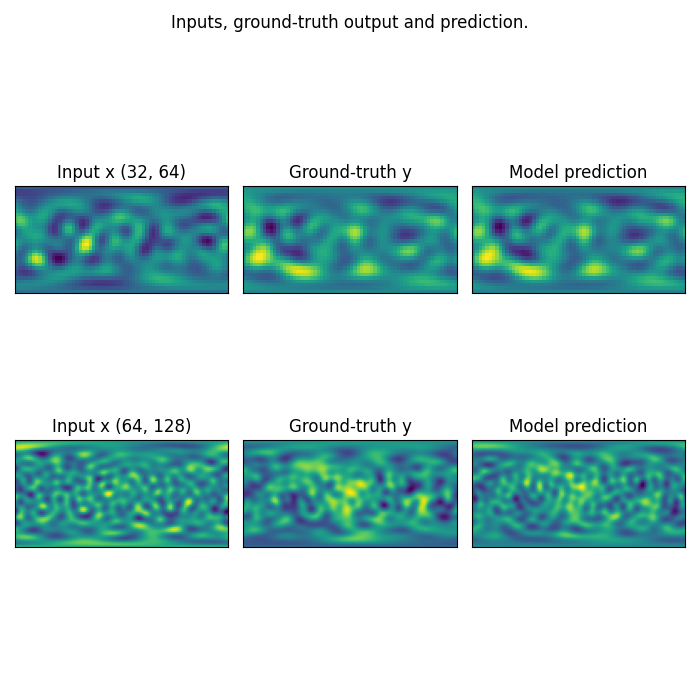 Inputs, ground-truth output and prediction.
Input x (32, 64)
Ground-truth y
Model prediction
Input x (64, 128)
Ground-truth y
Model prediction